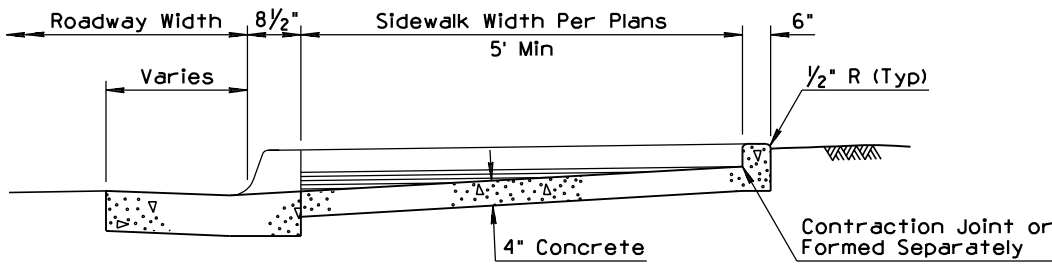 Roadway Width
8½"
Sidewalk Width Per Plans
6"
5' Min
Varies
½" R (Typ)
4" Concrete
Contraction Joint or
Formed Separately